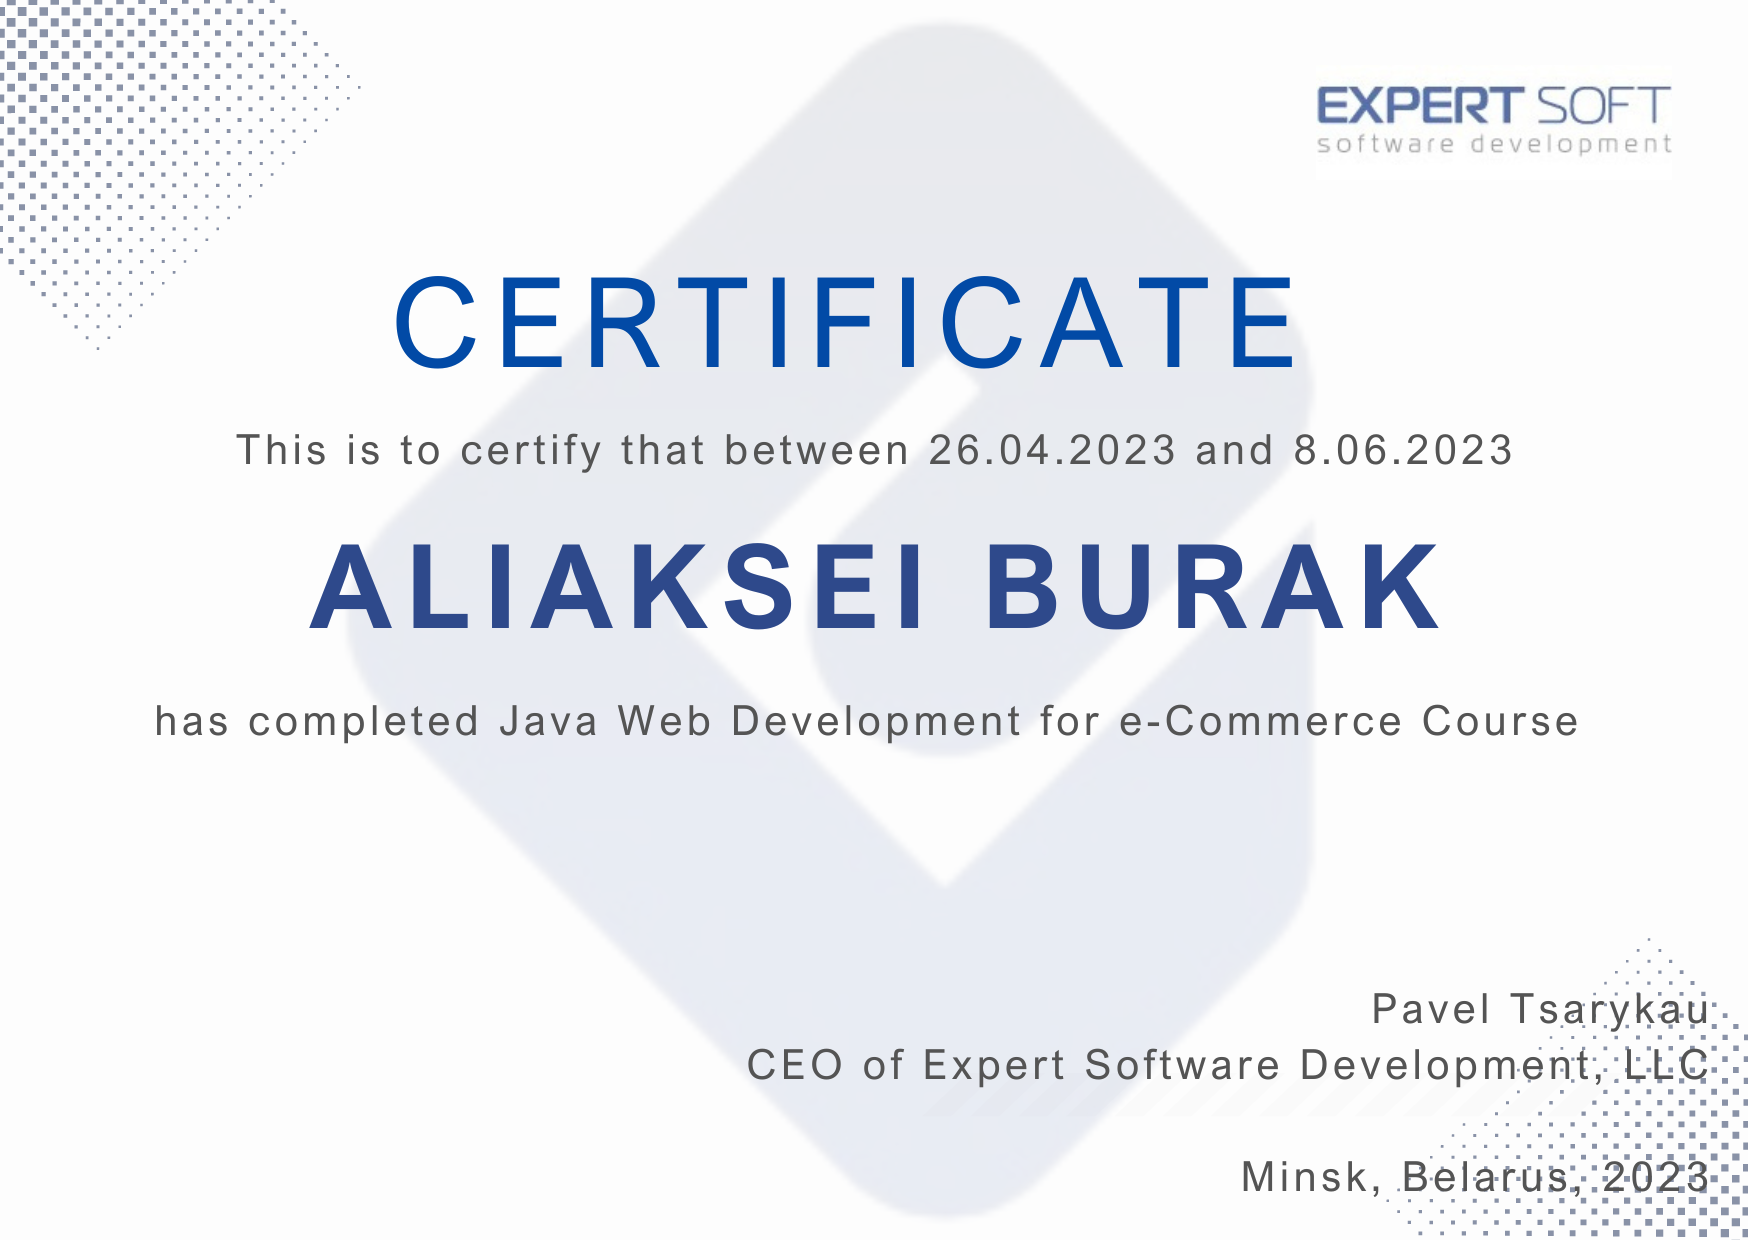 EXPERT SOFT
software development
CERTIFICATE
This is to certify that between 26.04.2023 and 8.06.2023
ALIAKSEI BURAK
has completed Java Web Development for e-Commerce Course
Pavel Tsarykau
CEO of Expert Software Development, LLC
Minsk, Belarus, 2023